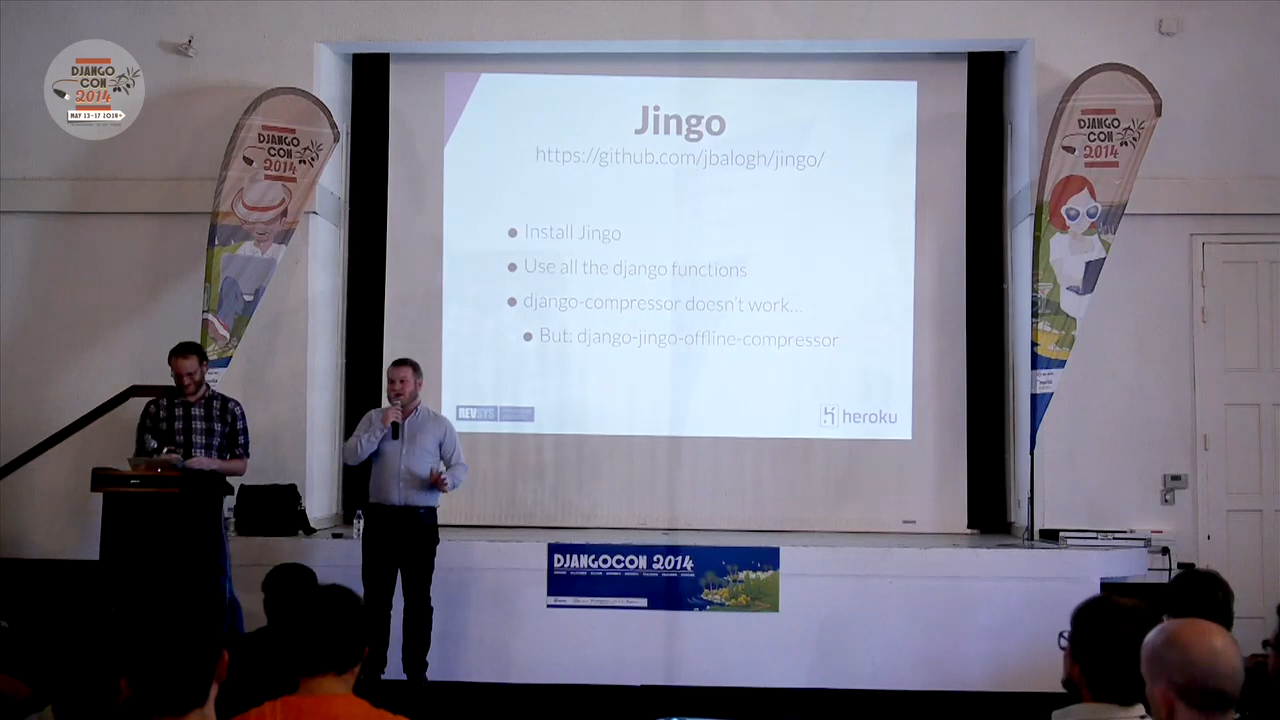 DJANGO
CON
2014
MAY 13-17 2014
DJANGO
CON
2014
Jingo
https://github.com/jbalogh/jingo/
Install Jingo
Use all the django functions
django-compressor doesn't work...
But: django-jingo-offline-compressor
REVSYS
heroku
DJANGO
CON
2014
DJANGOCON 2014